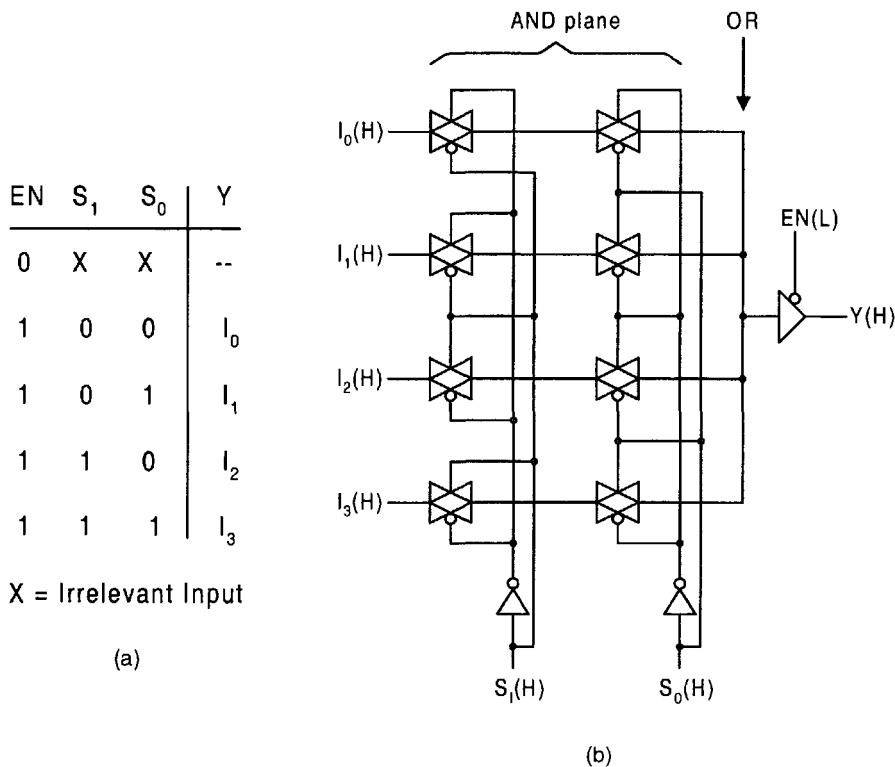 EN S₁ S₀ Y
0 X X --
1 0 0 I₀
1 0 1 I₁
1 1 0 I₂
1 1 1 I₃
X = Irrelevant Input
(a)
AND plane
OR
I₀(H)
I₁(H)
I₂(H)
I₃(H)
EN(L)
Y(H)
S₁(H)
S₀(H)
(b)